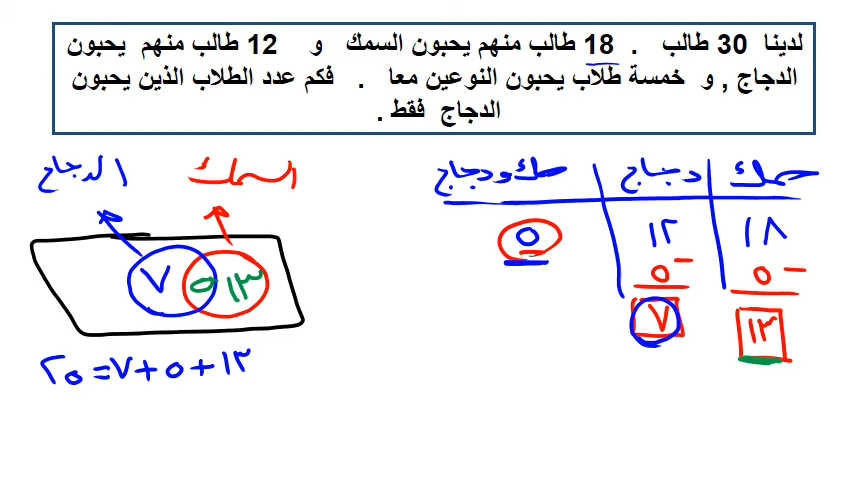 لدينا 30 طالب . 18 طالب منهم يحبون السمك و 12 طالب منهم يحبون
الدجاج , و خمسة طلاب يحبون النوعين معا . فكم عدد الطلاب الذين يحبون
الدجاج فقط .
سمك دجاج سمك ودجاج
١٨ ١٢ ٥
٥ − ٥ −
١٣ ٧
السمك الدجاج
٧ ٥ ١٣
٢٥ = ٧ + ٥ + ١٣